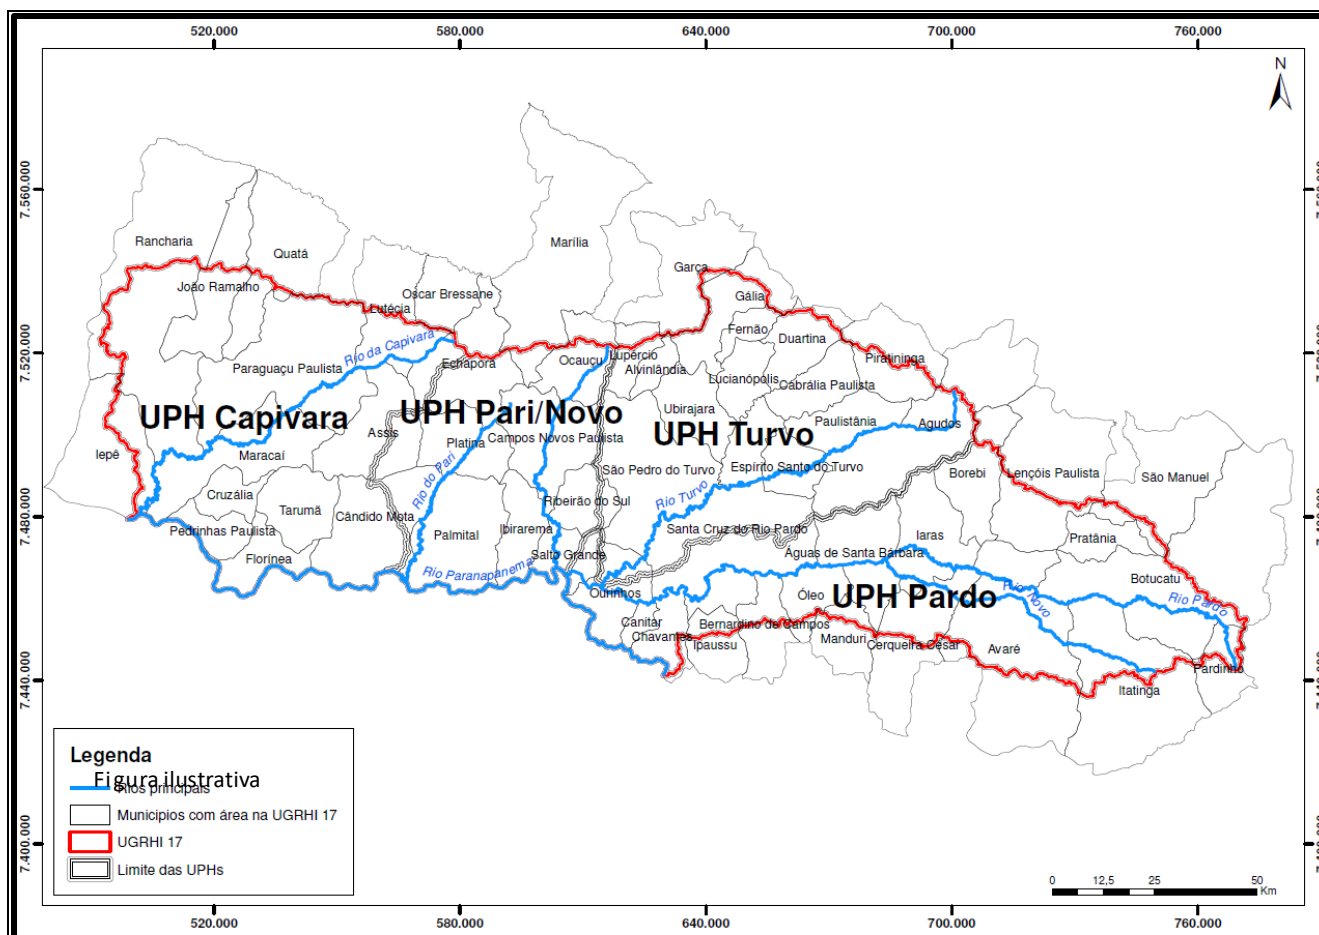 520.000 580.000 640.000 700.000 760.000
N
7.560.000
7.520.000
7.480.000
7.440.000
7.400.000
Rancharia
Quatá
João Ramalho
Marília
Garça
Oscar Bressane
Lutécia
Gália
Fernão
Duartina
Rio da Capivara
Echaporã
Ocauçu
Lupércio
Alvinlândia
Piratininga
Paraguaçu Paulista
Lucianópolis
Cabrália Paulista
UPH Capivara
UPH Pari/Novo
UPH Turvo
Ubirajara
Paulistânia
Agudos
Assis
Platina
Campos Novos Paulista
Iepê
Maracaí
Rio do Pari
São Pedro do Turvo
Espírito Santo do Turvo
Borebi
Lençóis Paulista
São Manuel
Cruzália
Tarumã
Cândido Mota
Ribeirão do Sul
Rio Turvo
Pedrinhas Paulista
Palmital
Ibirarema
Santa Cruz do Rio Pardo
Iaras
Pratânia
Florínea
Salto Grande
Águas de Santa Bárbara
Rio Paranapanema
Botucatu
Ourinhos
Óleo
UPH Pardo
Rio Novo
Rio Pardo
Canitar
Bernardino de Campos
Chavantes
Ipaussu
Manduri
Cerqueira César
Avaré
Pardinho
Itatinga
Legenda
Figura ilustrativa
Rios principais
Municipios com área na UGRHI 17
UGRHI 17
Limite das UPHs
0 12,5 25 50
Km
520.000 580.000 640.000 700.000 760.000